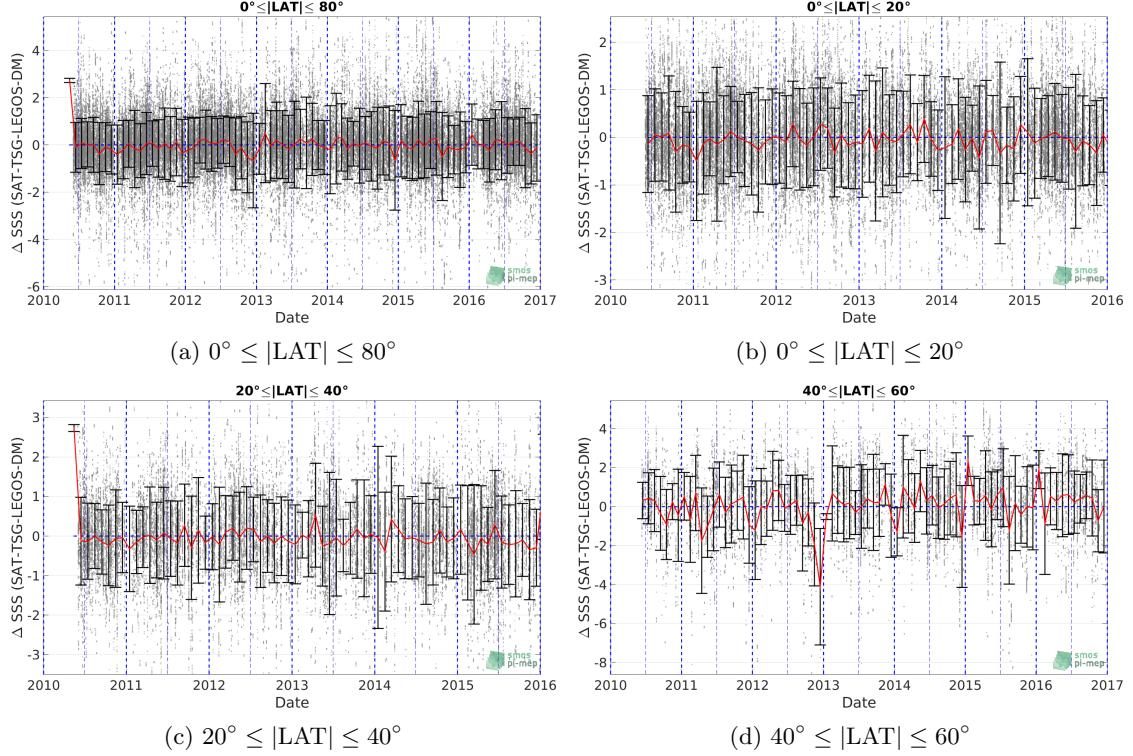 0°≤|LAT|≤ 80°
Δ SSS (SAT-TSG-LEGOS-DM)
4
2
0
-2
-4
-6
2010 2011 2012 2013 2014 2015 2016 2017
Date
smos
pi-mep
(a) 0° ≤ |LAT| ≤ 80°
0°≤|LAT|≤ 20°
Δ SSS (SAT-TSG-LEGOS-DM)
2
1
0
-1
-2
-3
2010 2011 2012 2013 2014 2015 2016
Date
smos
pi-mep
(b) 0° ≤ |LAT| ≤ 20°
20°≤|LAT|≤ 40°
Δ SSS (SAT-TSG-LEGOS-DM)
3
2
1
0
-1
-2
-3
2010 2011 2012 2013 2014 2015 2016
Date
smos
pi-mep
(c) 20° ≤ |LAT| ≤ 40°
40°≤|LAT|≤ 60°
Δ SSS (SAT-TSG-LEGOS-DM)
4
2
0
-2
-4
-6
-8
2010 2011 2012 2013 2014 2015 2016 2017
Date
smos
pi-mep
(d) 40° ≤ |LAT| ≤ 60°